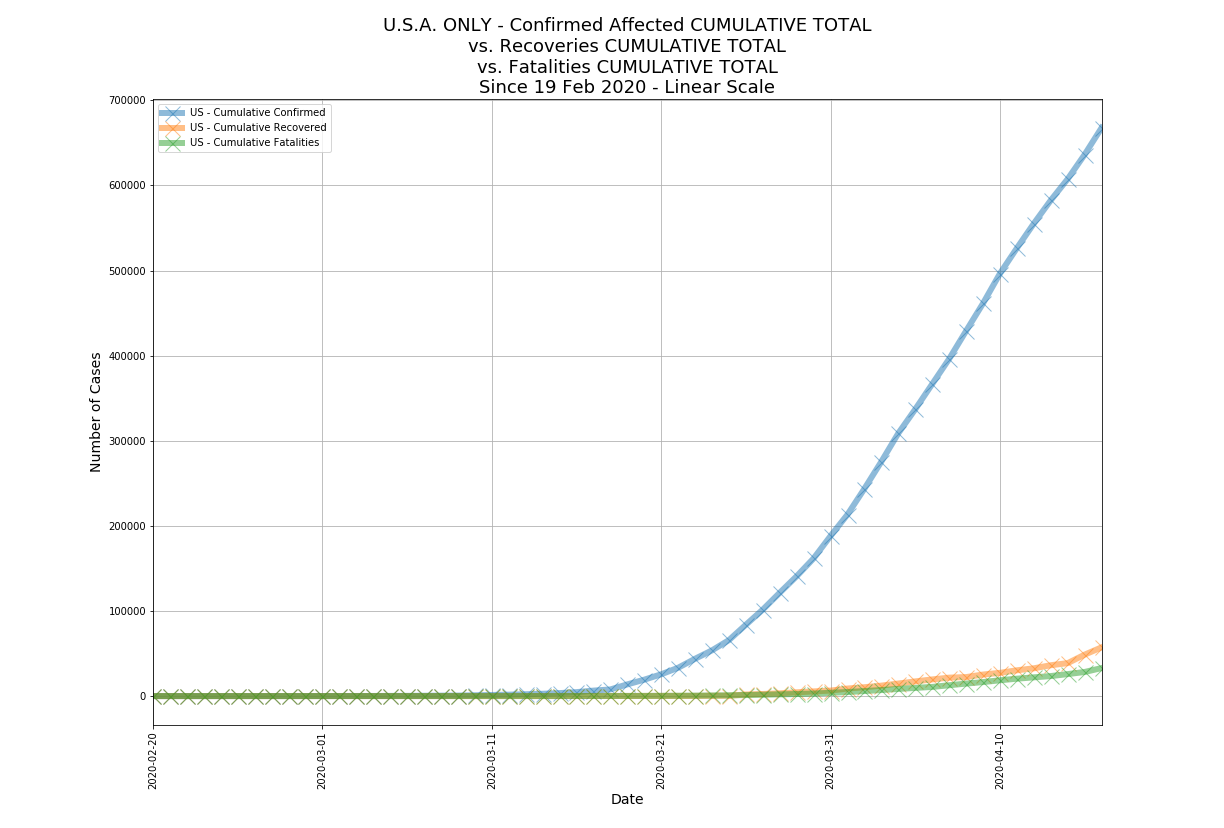 U.S.A. ONLY - Confirmed Affected CUMULATIVE TOTAL
vs. Recoveries CUMULATIVE TOTAL
vs. Fatalities CUMULATIVE TOTAL
Since 19 Feb 2020 - Linear Scale
US - Cumulative Confirmed
US - Cumulative Recovered
US - Cumulative Fatalities
700000
600000
500000
400000
300000
200000
100000
0
Number of Cases
2020-02-20
2020-03-01
2020-03-11
2020-03-21
2020-03-31
2020-04-10
Date